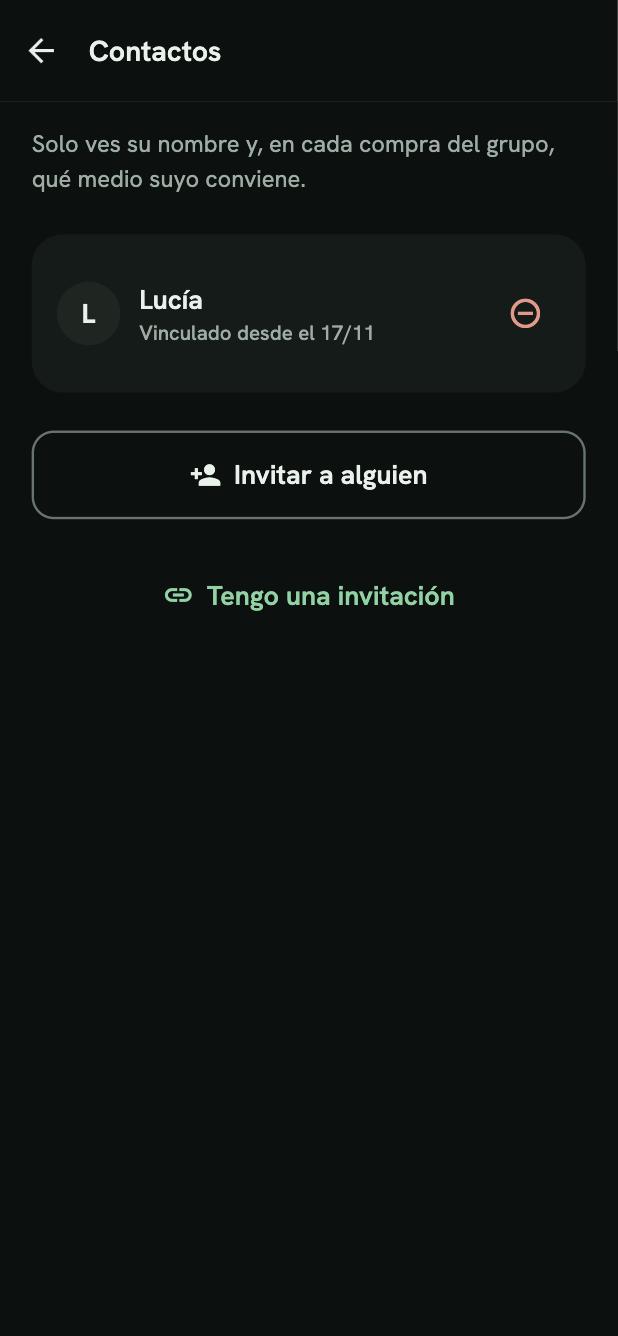 Contactos
Solo ves su nombre y, en cada compra del grupo,
qué medio suyo conviene.
L
Lucía
Vinculado desde el 17/11
Invitar a alguien
Tengo una invitación